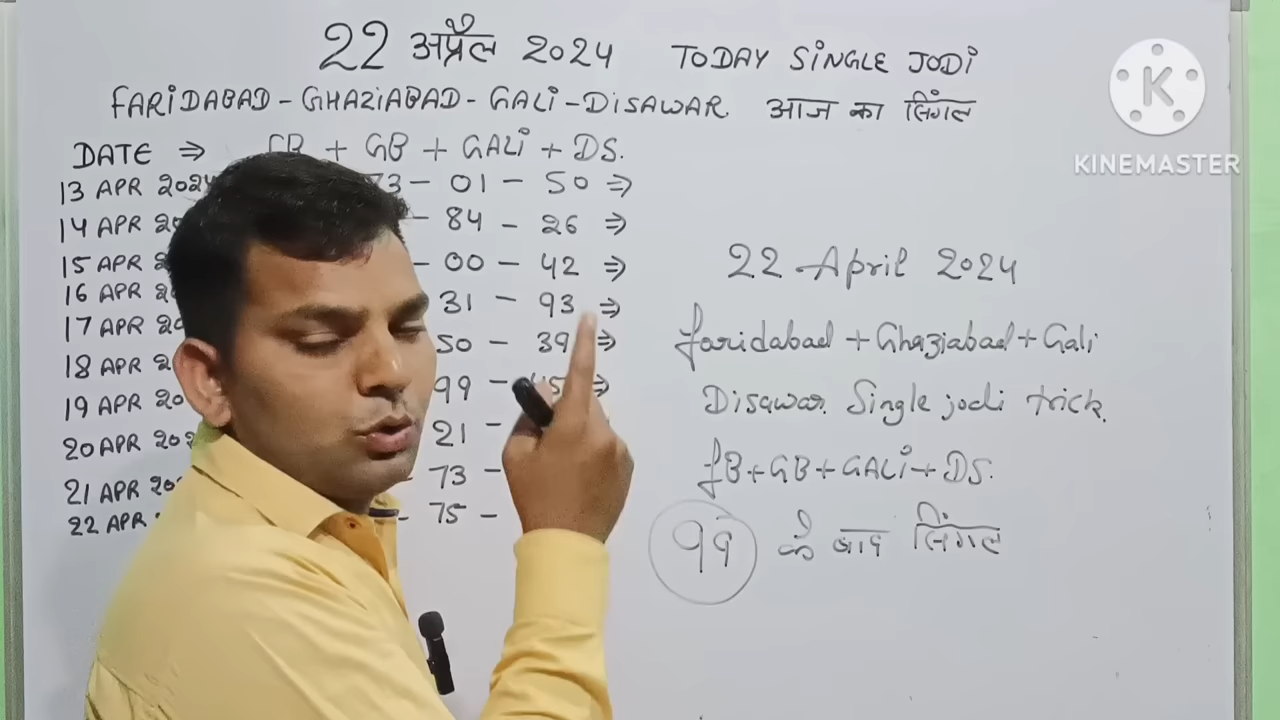 22 अप्रैल 2024 TODAY SINGLE JODI
FARIDABAD - GHAZIABAD - GALI - DISAWAR. आज का सिंगल
DATE ⇒ + GB + GALI + DS.
13 APR 2024 73 - 01 - 50 ⇒
14 APR - 84 - 26 ⇒
15 APR - 00 - 42 ⇒
16 APR 31 - 93 ⇒
17 APR 50 - 39 ⇒
18 APR 99 - ⇒
19 APR 21 -
20 APR 73 -
21 APR 75 -
22 APR
22 April 2024
faridabad + Ghaziabad + Gali
Disawar. Single jodi trick.
fB + GB + GALI + DS.
के बाद सिंगल
KINEMASTER